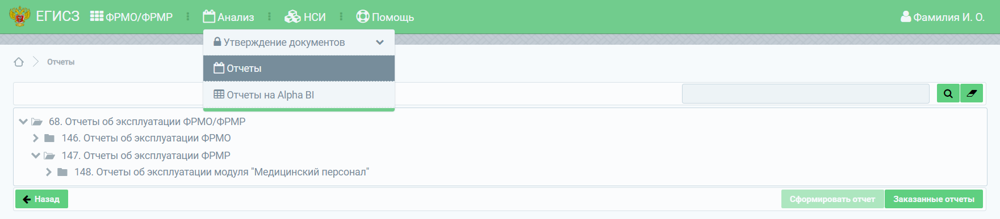 ЕГИСЗ ФРМО/ФРМР Анализ НСИ Помощь Фамилия И. О.
Утверждение документов
Отчеты
Отчеты
Отчеты на Alpha BI
68. Отчеты об эксплуатации ФРМО/ФРМР
146. Отчеты об эксплуатации ФРМО
147. Отчеты об эксплуатации ФРМР
148. Отчеты об эксплуатации модуля "Медицинский персонал"
Назад Сформировать отчет Заказанные отчеты